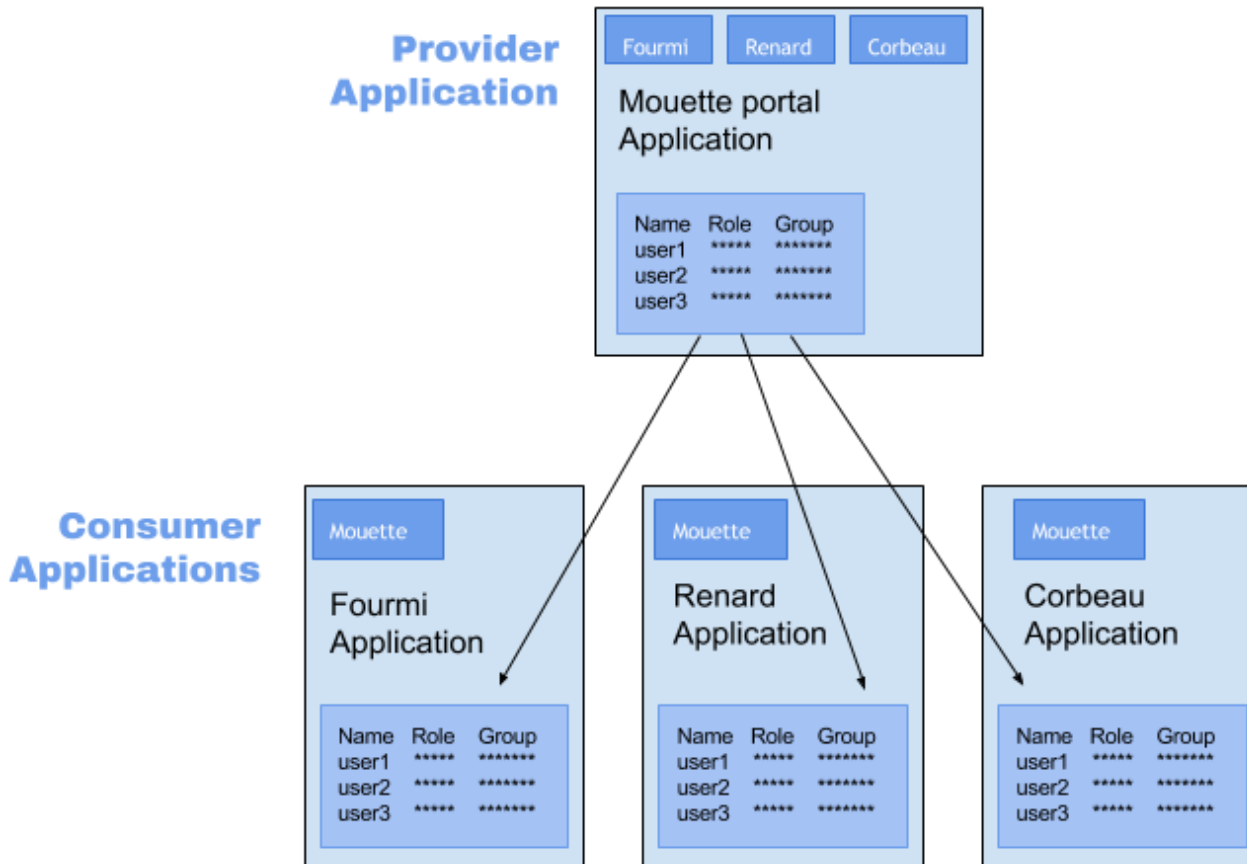 Provider
Application
Fourmi
Renard
Corbeau
Mouette portal
Application
Name Role Group
user1 ***** *******
user2 ***** *******
user3 ***** *******
Consumer
Applications
Mouette
Fourmi
Application
Name Role Group
user1 ***** *******
user2 ***** *******
user3 ***** *******
Mouette
Renard
Application
Name Role Group
user1 ***** *******
user2 ***** *******
user3 ***** *******
Mouette
Corbeau
Application
Name Role Group
user1 ***** *******
user2 ***** *******
user3 ***** *******